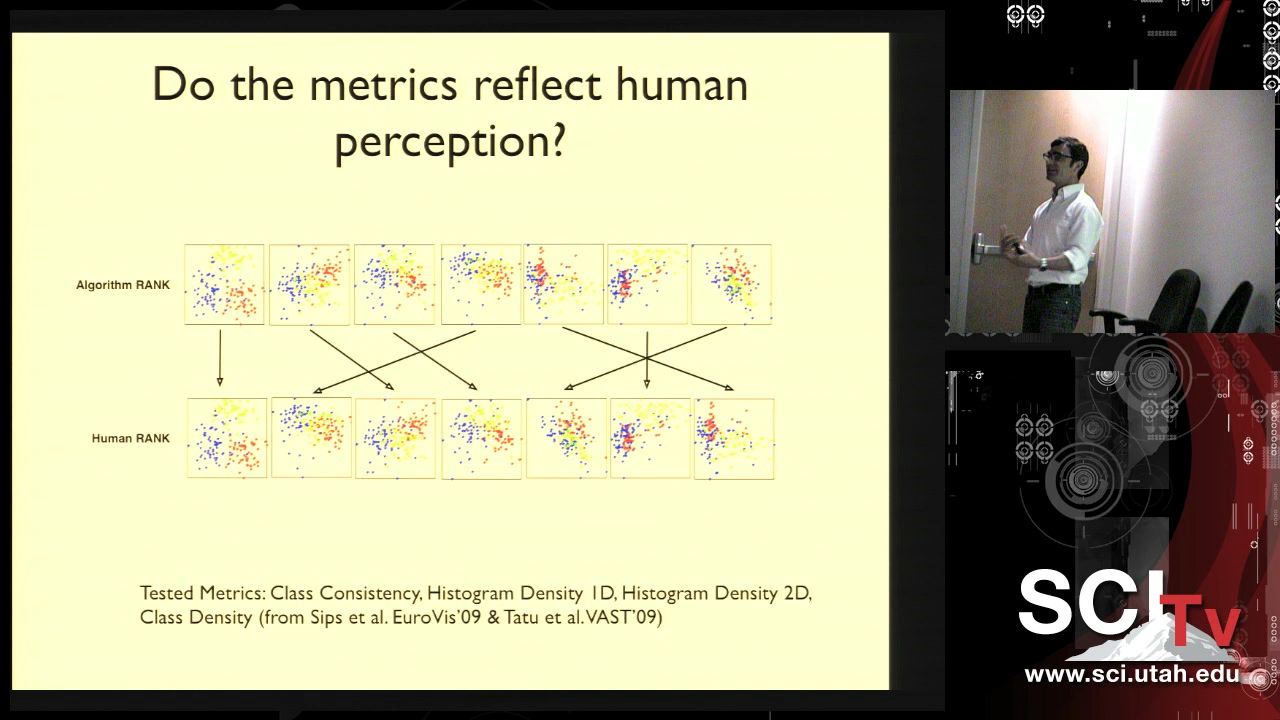 Do the metrics reflect human
perception?
Algorithm RANK
Human RANK
Tested Metrics: Class Consistency, Histogram Density 1D, Histogram Density 2D,
Class Density (from Sips et al. EuroVis'09 & Tatu et al. VAST'09)
SCI
Tv
www.sci.utah.edu